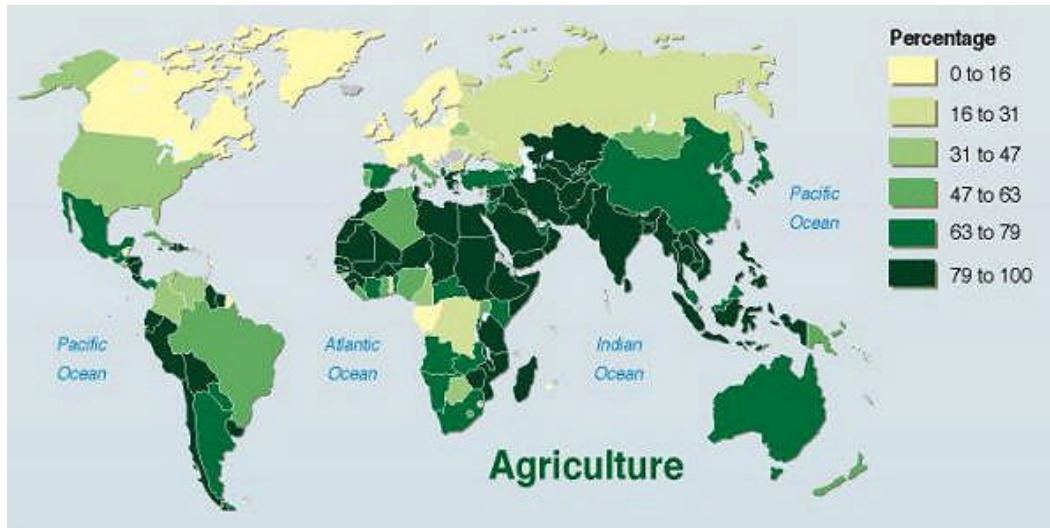 Percentage
0 to 16
16 to 31
31 to 47
47 to 63
63 to 79
79 to 100
Pacific
Ocean
Pacific
Ocean
Atlantic
Ocean
Indian
Ocean
Agriculture